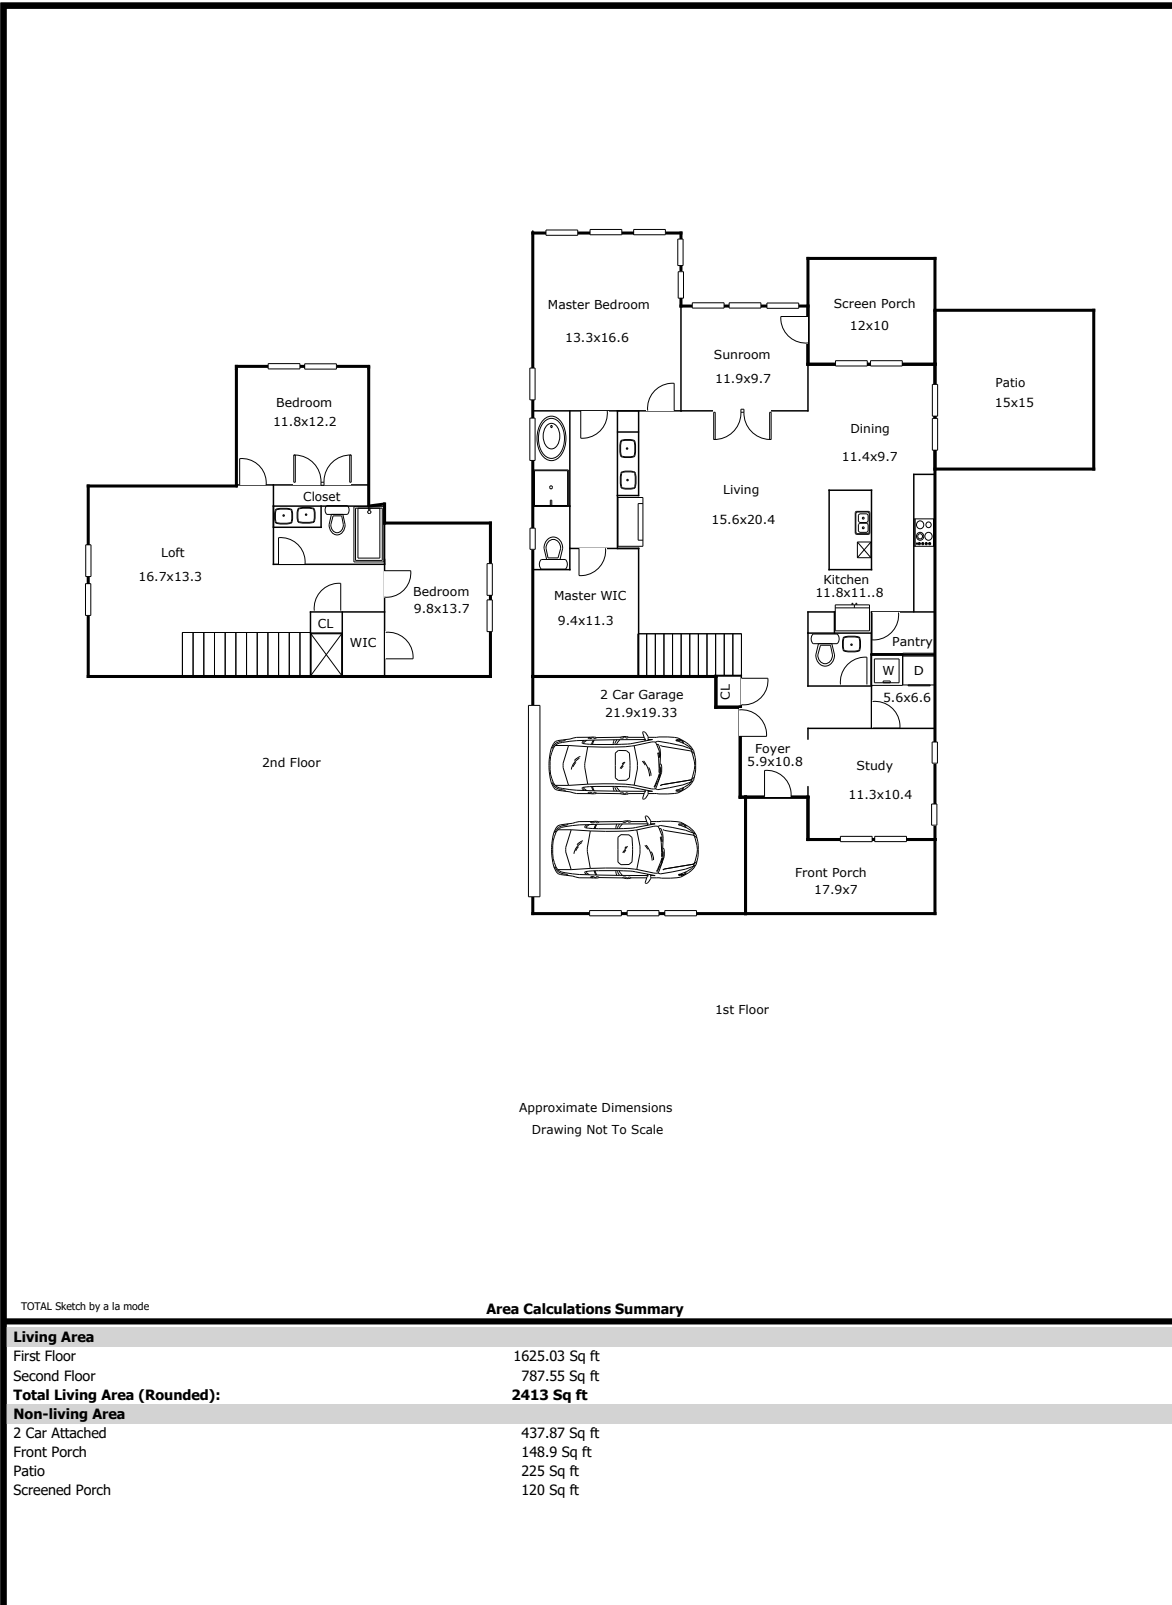 Master Bedroom
13.3x16.6
Screen Porch
12x10
Sunroom
11.9x9.7
Patio
15x15
Bedroom
11.8x12.2
Dining
11.4x9.7
Closet
Living
15.6x20.4
Loft
16.7x13.3
Kitchen
11.8x11..8
Bedroom
9.8x13.7
Master WIC
9.4x11.3
CL
WIC
Pantry
W
D
5.6x6.6
CL
2 Car Garage
21.9x19.33
Foyer
5.9x10.8
Study
11.3x10.4
2nd Floor
Front Porch
17.9x7
1st Floor
Approximate Dimensions
Drawing Not To Scale
TOTAL Sketch by a la mode
Area Calculations Summary
Living Area
First Floor 1625.03 Sq ft
Second Floor 787.55 Sq ft
Total Living Area (Rounded): 2413 Sq ft
Non-living Area
2 Car Attached 437.87 Sq ft
Front Porch 148.9 Sq ft
Patio 225 Sq ft
Screened Porch 120 Sq ft